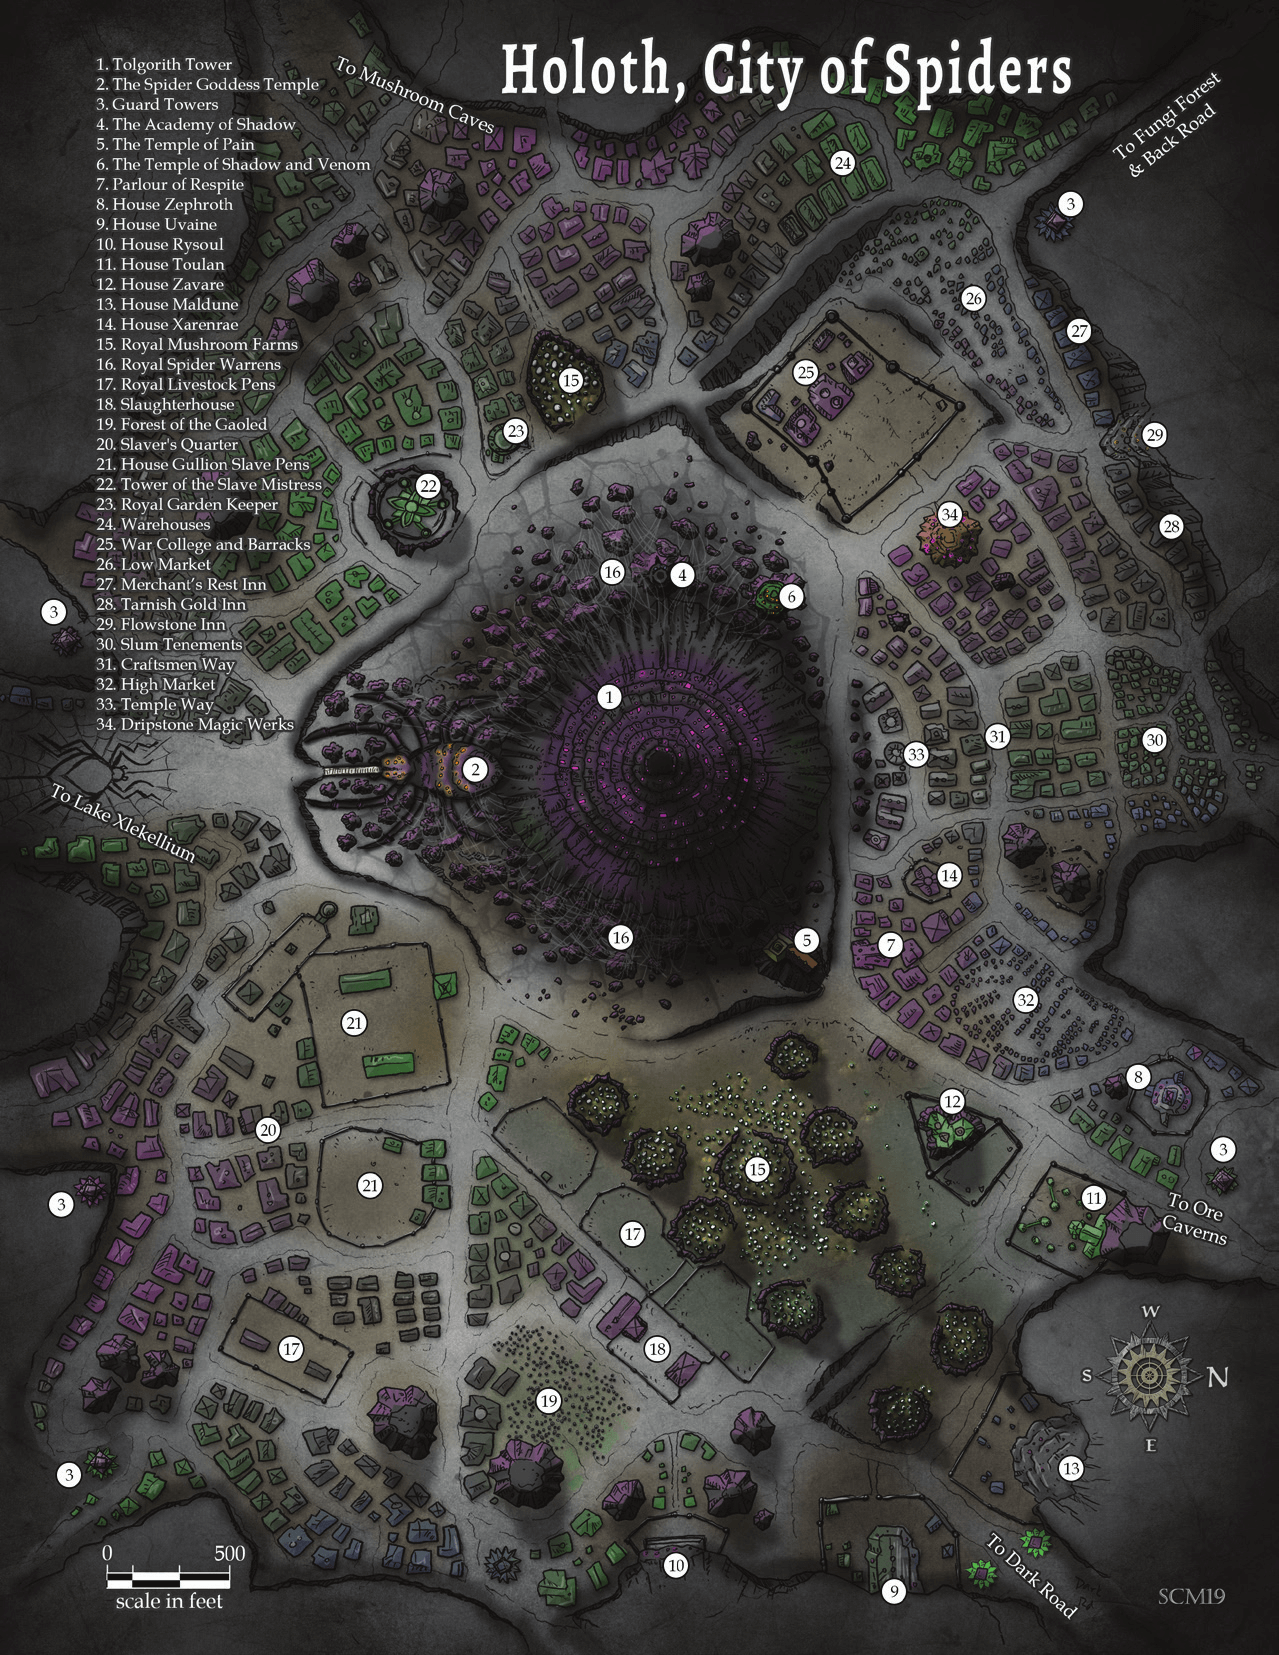 Holoth, City of Spiders
1. Tolgorith Tower
2. The Spider Goddess Temple
3. Guard Towers
4. The Academy of Shadow
5. The Temple of Pain
6. The Temple of Shadow and Venom
7. Parlour of Respite
8. House Zephroth
9. House Uvaine
10. House Rysoul
11. House Toulan
12. House Zavare
13. House Maldune
14. House Xarenrae
15. Royal Mushroom Farms
16. Royal Spider Warrens
17. Royal Livestock Pens
18. Slaughterhouse
19. Forest of the Gaoled
20. Slaver's Quarter
21. House Gullion Slave Pens
22. Tower of the Slave Mistress
23. Royal Garden Keeper
24. Warehouses
25. War College and Barracks
26. Low Market
27. Merchant's Rest Inn
28. Tarnish Gold Inn
29. Flowstone Inn
30. Slum Tenements
31. Craftsmen Way
32. High Market
33. Temple Way
34. Dripstone Magic Werks
To Mushroom Caves
To Fungi Forest
& Back Road
24
3
26
27
25
15
23
29
22
34
28
16
4
6
3
1
33
31
30
2
To Lake Xlekellium
14
16
5
7
32
21
8
12
20
15
3
21
11
3
To Ore
Caverns
17
W
S
N
E
17
18
19
13
3
0
500
scale in feet
10
9
To Dark Road
SCM19